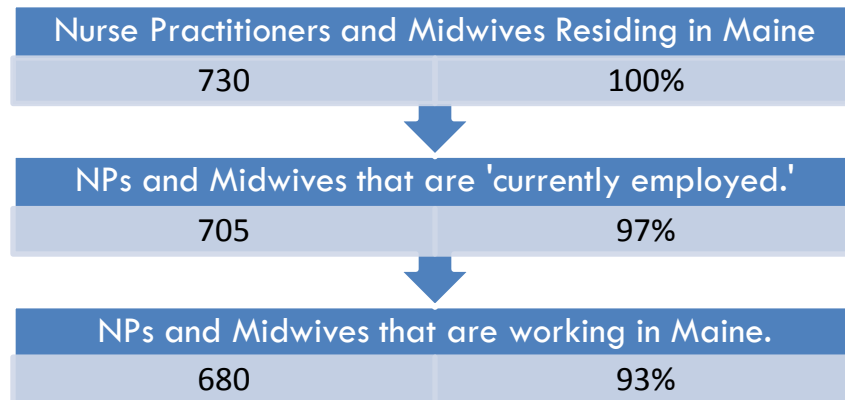 Nurse Practitioners and Midwives Residing in Maine
730 100%
NPs and Midwives that are 'currently employed.'
705 97%
NPs and Midwives that are working in Maine.
680 93%